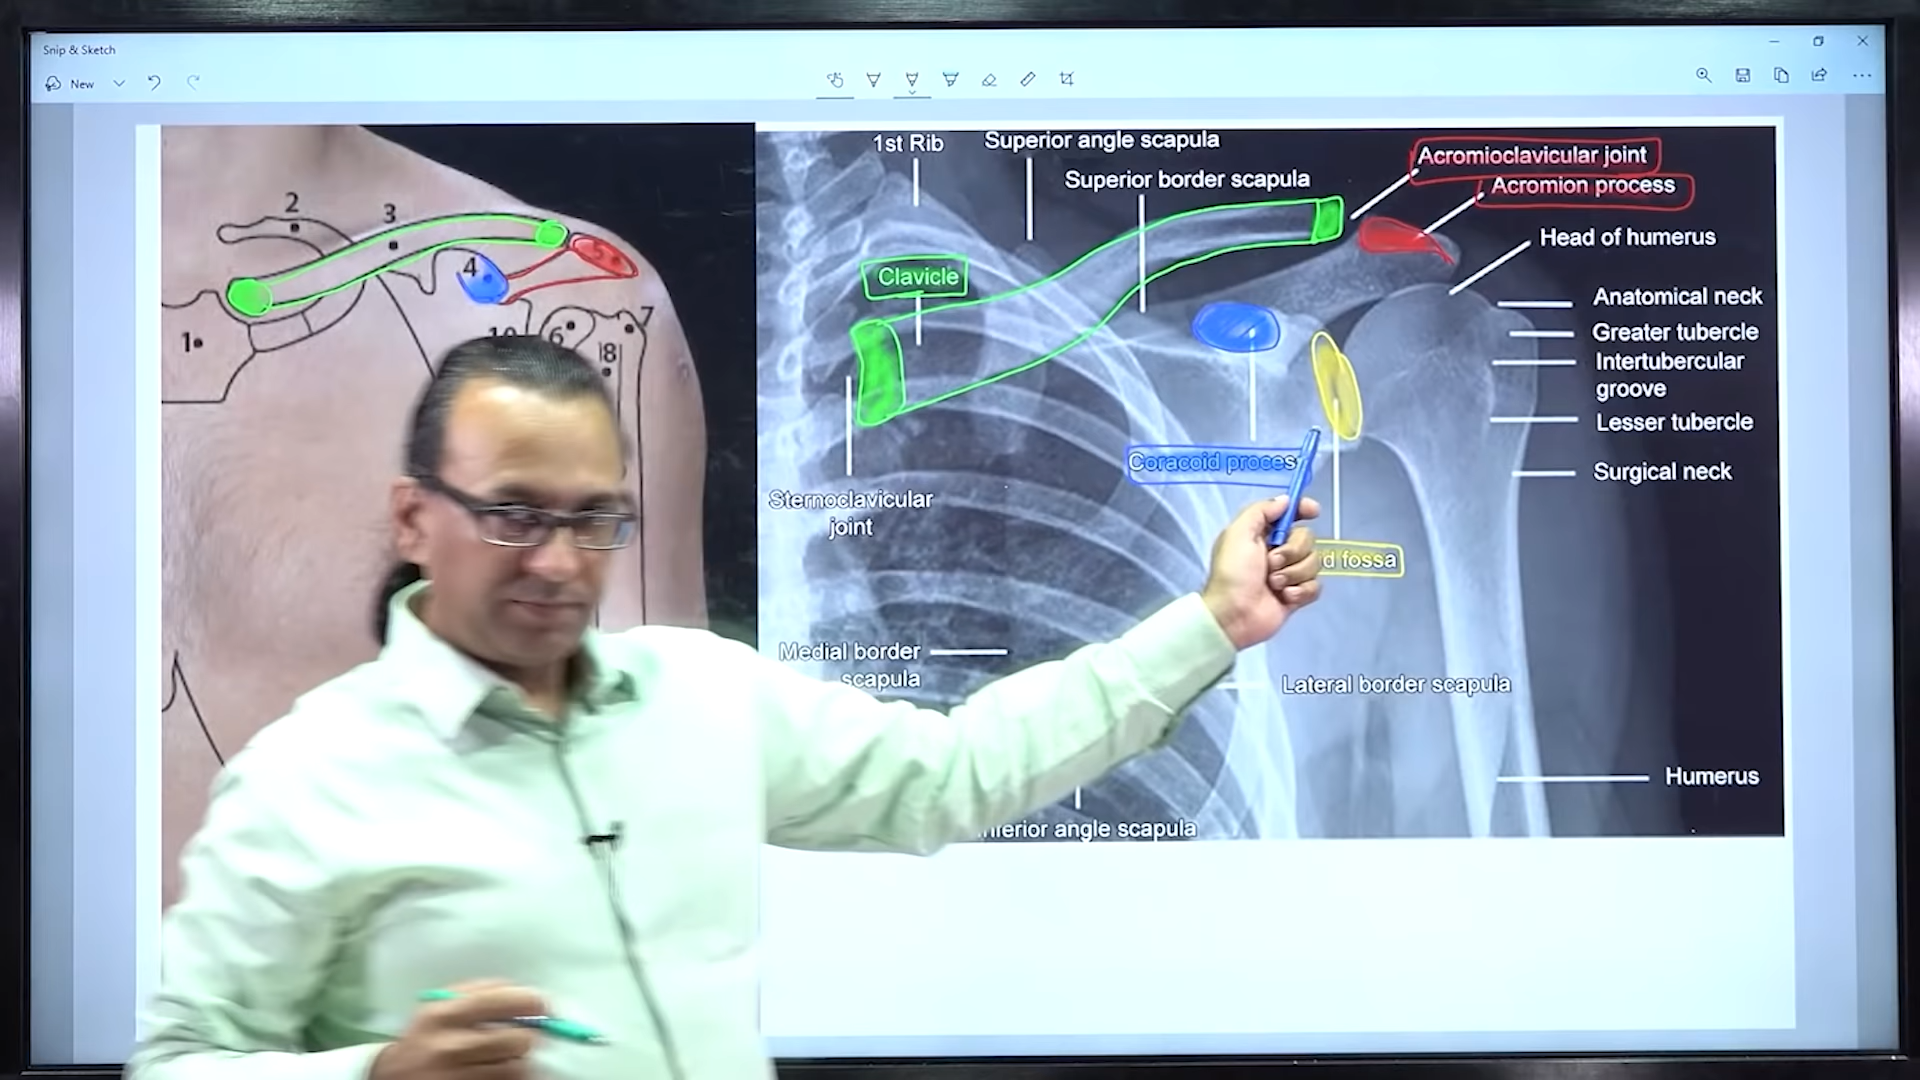 Snip & Sketch
New
1st Rib
Superior angle scapula
Superior border scapula
Acromioclavicular joint
Acromion process
Head of humerus
Clavicle
Anatomical neck
Greater tubercle
Intertubercular
groove
Lesser tubercle
Surgical neck
Coracoid proces
Sternoclavicular
joint
d fossa
Medial border
scapula
Lateral border scapula
Humerus
nferior angle scapula
2
3
4
5
1
10
6
7
8